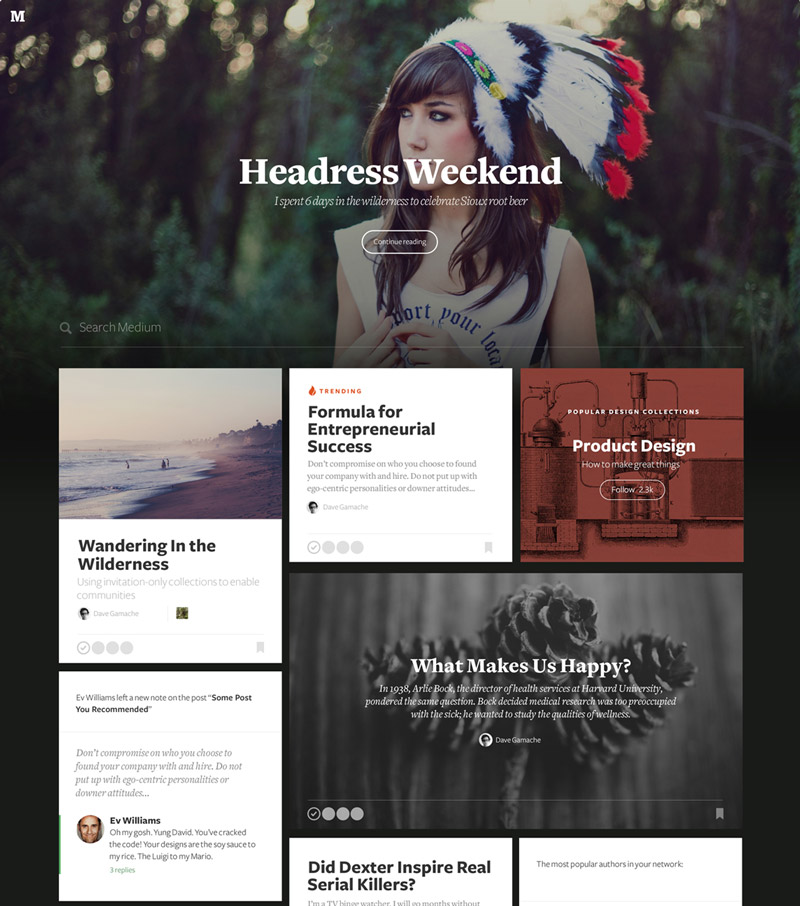 M
Headress Weekend
I spent 6 days in the wilderness to celebrate Sioux root beer
Continue reading
port your loca
Search Medium
Wandering In the
Wilderness
Using invitation-only collections to enable
communities
Dave Gamache
TRENDING
Formula for
Entrepreneurial
Success
Don't compromise on who you choose to found
your company with and hire. Do not put up with
ego-centric personalities or downer attitudes...
Dave Gamache
POPULAR DESIGN COLLECTIONS
Product Design
How to make great things
Follow 2.3k
What Makes Us Happy?
In 1938, Arlie Bock, the director of health services at Harvard University,
pondered the same question. Bock decided medical research was too preoccupied
with the sick; he wanted to study the qualities of wellness.
Dave Gamache
Ev Williams left a new note on the post “Some Post
You Recommended”
Don't compromise on who you choose to
found your company with and hire. Do not
put up with ego-centric personalities or
downer attitudes...
Ev Williams
Oh my gosh. Yung David. You've cracked
the code! Your designs are the soy sauce to
my rice. The Luigi to my Mario.
3 replies
Did Dexter Inspire Real
Serial Killers?
I'm a TV binge watcher. I will go months without
The most popular authors in your network: